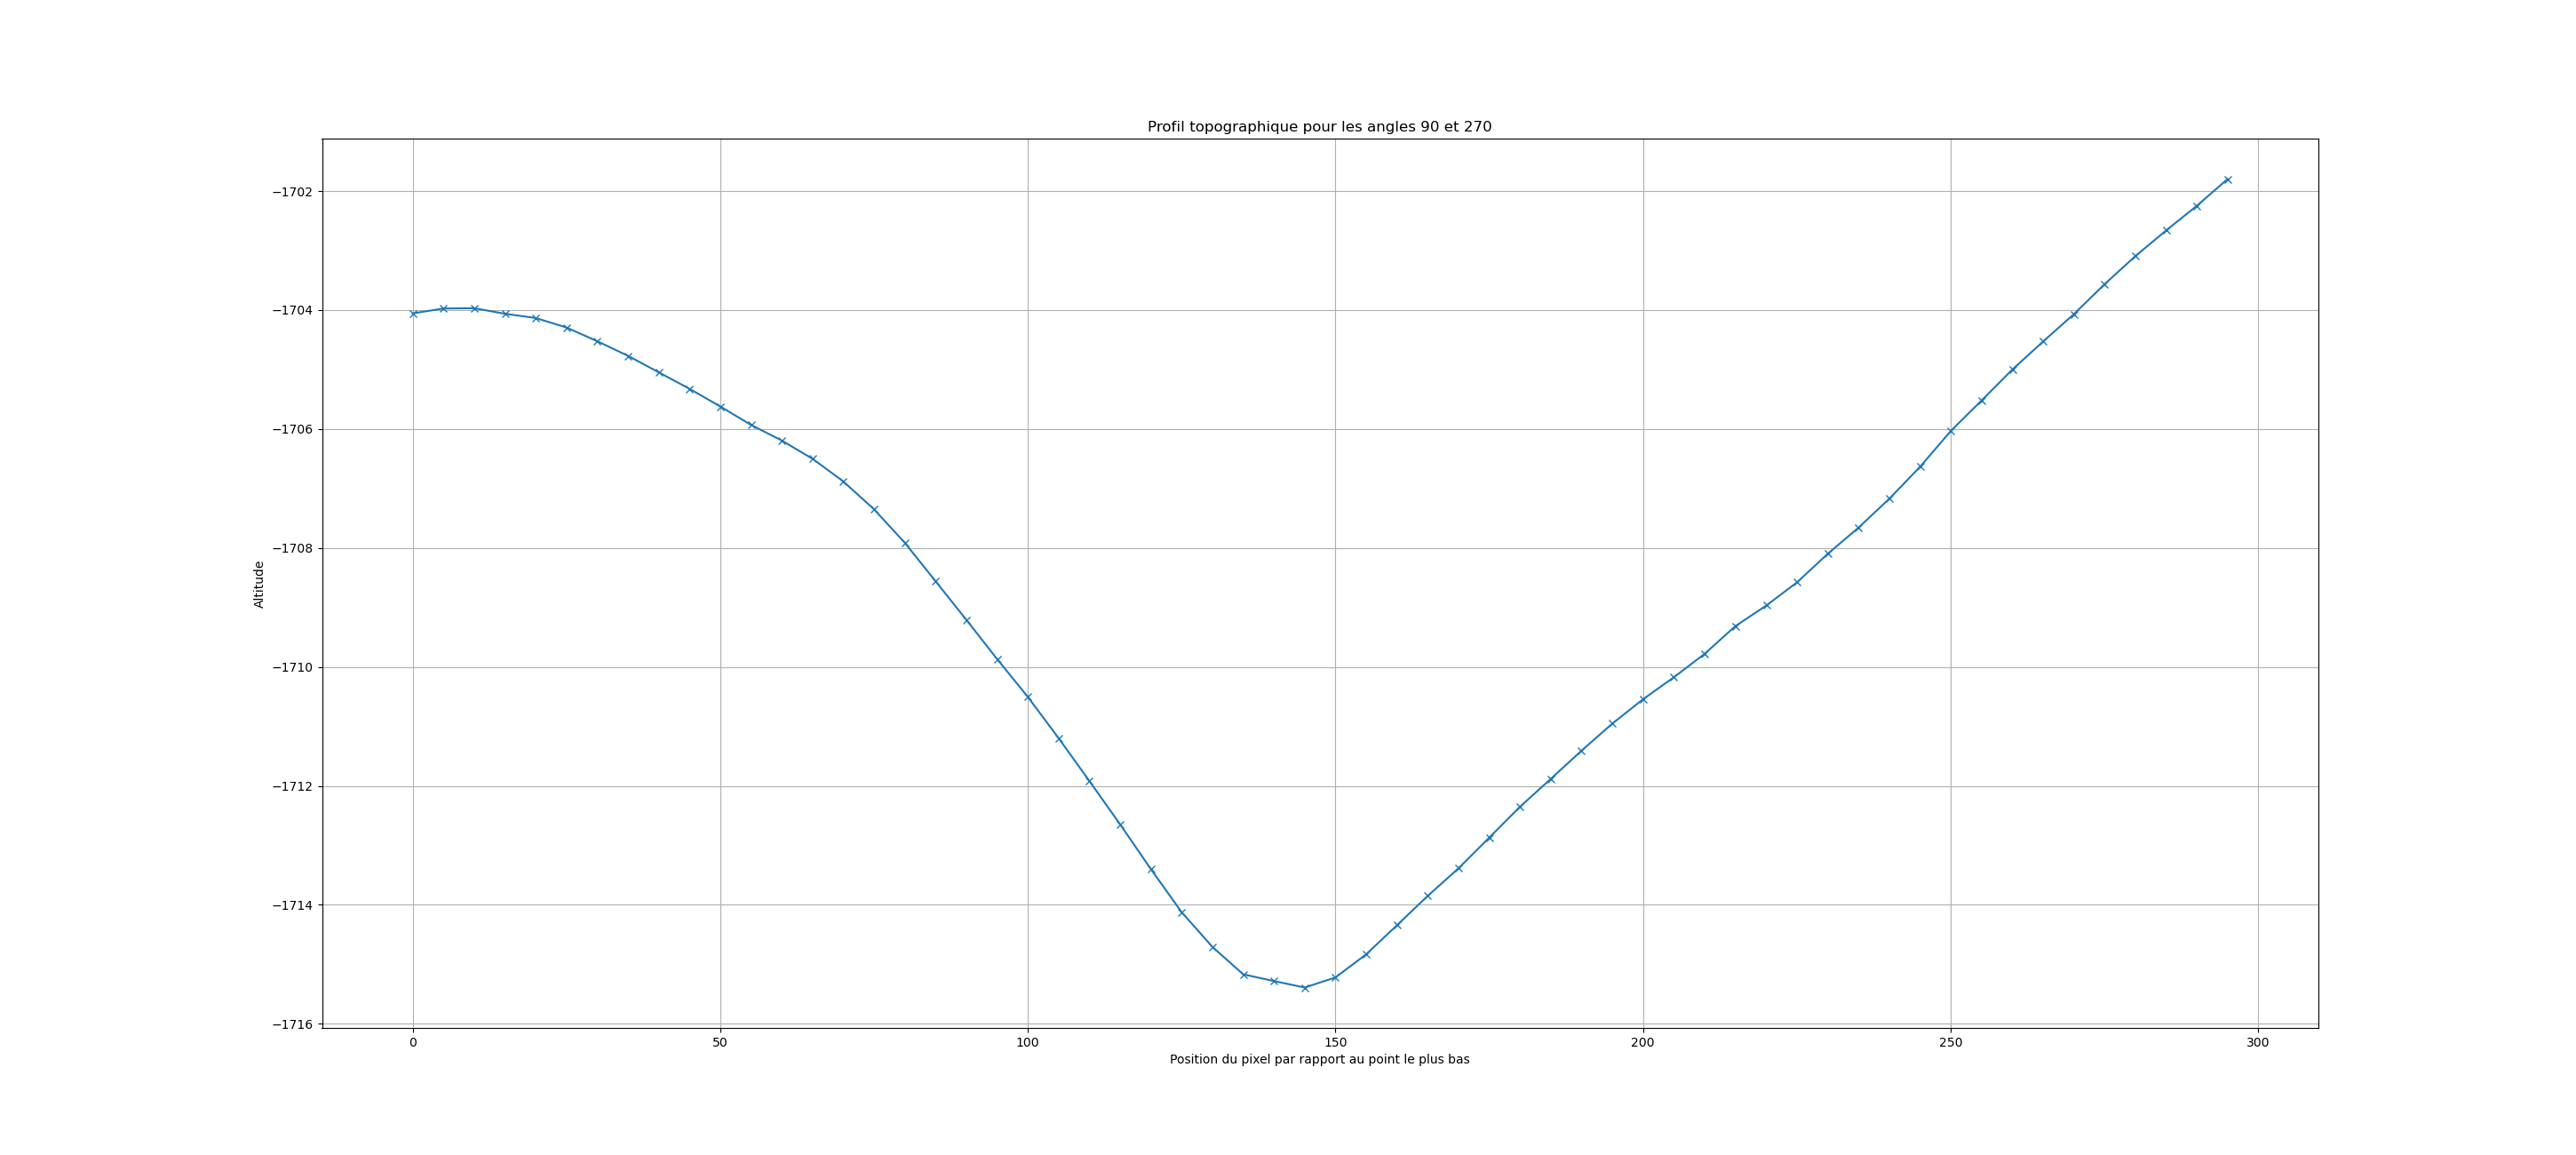 Profil topographique pour les angles 90 et 270
Altitude
−1702
−1704
−1706
−1708
−1710
−1712
−1714
−1716
0 50 100 150 200 250 300
Position du pixel par rapport au point le plus bas